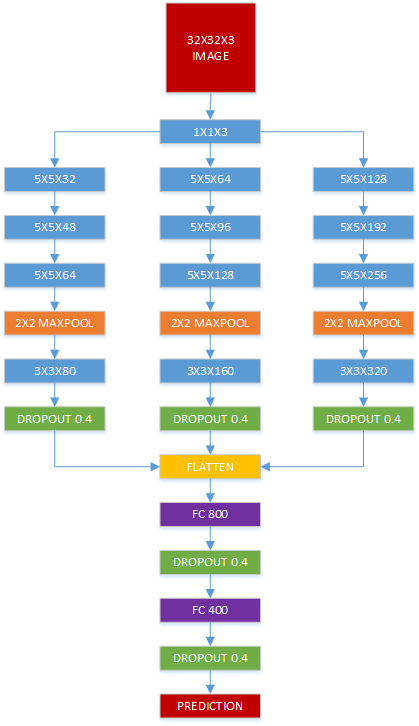 32X32X3
IMAGE
1X1X3
5X5X32
5X5X64
5X5X128
5X5X48
5X5X96
5X5X192
5X5X64
5X5X128
5X5X256
2X2 MAXPOOL
2X2 MAXPOOL
2X2 MAXPOOL
3X3X80
3X3X160
3X3X320
DROPOUT 0.4
DROPOUT 0.4
DROPOUT 0.4
FLATTEN
FC 800
DROPOUT 0.4
FC 400
DROPOUT 0.4
PREDICTION